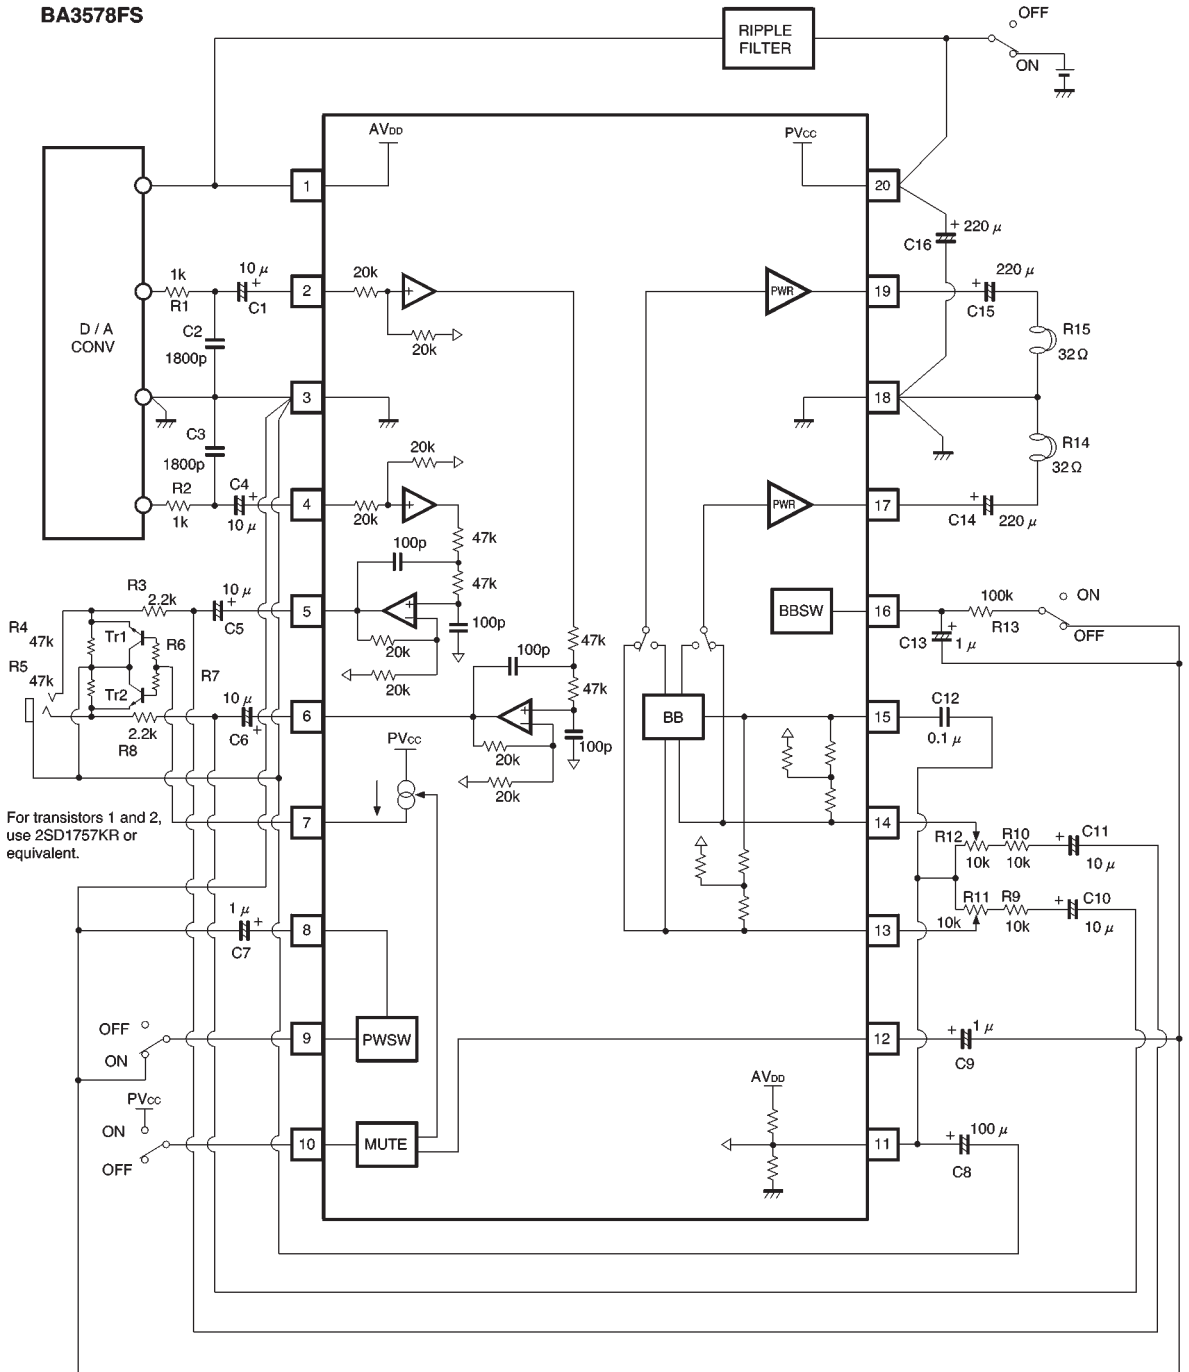 BA3578FS
RIPPLE
FILTER
OFF
ON
AVDD
PVCC
D / A
CONV
1
20
C16
+ 220 μ
1k
R1
10 μ
+
C1
2
20k
+
20k
PWR
19
+
220 μ
C15
R15
32Ω
C2
1800p
3
18
C3
1800p
R14
32Ω
R2
1k
C4
+
10 μ
4
20k
20k
+
47k
PWR
17
C14
220 μ
100p
47k
R3
2.2k
10 μ
+
C5
5
+
−
20k
100p
20k
BBSW
16
100k
R13
ON
OFF
C13
+
1 μ
R4
47k
Tr1
R6
R5
47k
Tr2
R7
10 μ
C6
+
2.2k
R8
6
47k
100p
47k
+
−
20k
100p
20k
BB
15
C12
0.1 μ
PVCC
For transistors 1 and 2,
use 2SD1757KR or
equivalent.
7
14
R12
10k
R10
10k
+
C11
10 μ
10k
R11
R9
10k
+
C10
10 μ
1 μ
+
C7
8
13
OFF
ON
9
PWSW
12
+
1 μ
C9
PVCC
ON
OFF
10
MUTE
AVDD
11
+
100 μ
C8